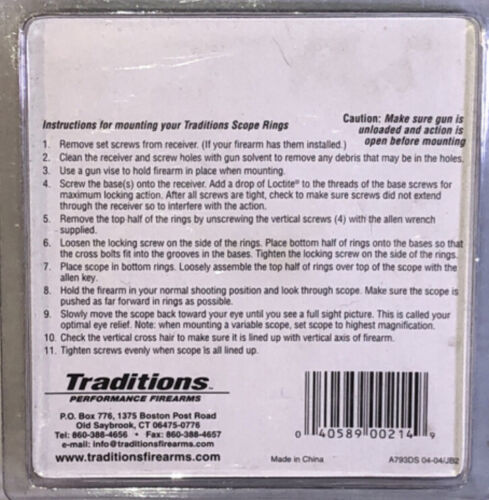 Instructions for mounting your Traditions Scope Rings
Caution: Make sure gun is
unloaded and action is
open before mounting
1. Remove set screws from receiver. (If your firearm has them installed.)
2. Clean the receiver and screw holes with gun solvent to remove any debris that may be in the holes.
3. Use a gun vise to hold firearm in place when mounting.
4. Screw the base(s) onto the receiver. Add a drop of Loctite® to the threads of the base screws for
maximum locking action. After all screws are tight, check to make sure screws did not extend
through the receiver so to interfere with the action.
5. Remove the top half of the rings by unscrewing the vertical screws (4) with the allen wrench
supplied.
6. Loosen the locking screw on the side of the rings. Place bottom half of rings onto the bases so that
the cross bolts fit into the grooves in the bases. Tighten the locking screw on the side of the rings.
7. Place scope in bottom rings. Loosely assemble the top half of rings over top of the scope with the
allen key.
8. Hold the firearm in your normal shooting position and look through scope. Make sure the scope is
pushed as far forward in rings as possible.
9. Slowly move the scope back toward your eye until you see a full sight picture. This is called your
optimal eye relief. Note: when mounting a variable scope, set scope to highest magnification.
10. Check the vertical cross hair to make sure it is lined up with vertical axis of firearm.
11. Tighten screws evenly when scope is all lined up.
Traditions™
PERFORMANCE FIREARMS
P.O. Box 776, 1375 Boston Post Road
Old Saybrook, CT 06475-0776
Tel: 860-388-4656 • Fax: 860-388-4657
e-mail: info@traditionsfirearms.com
www.traditionsfirearms.com
0 40589 00214 9
Made in China
A793DS 04-04/JB2